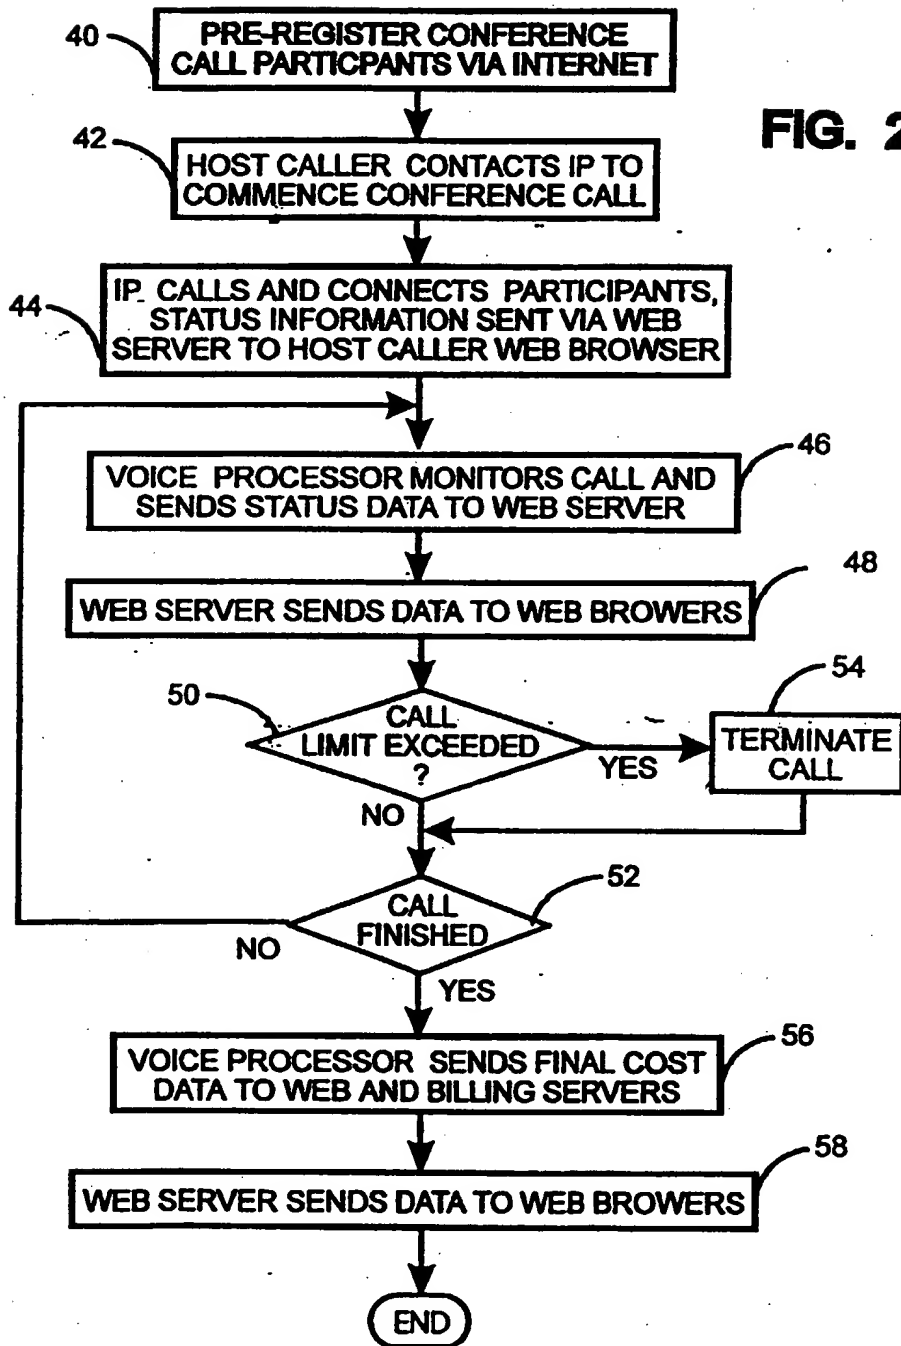 40
PRE-REGISTER CONFERENCE
CALL PARTICPANTS VIA INTERNET
FIG. 2
42
HOST CALLER CONTACTS IP TO
COMMENCE CONFERENCE CALL
44
IP CALLS AND CONNECTS PARTICIPANTS,
STATUS INFORMATION SENT VIA WEB
SERVER TO HOST CALLER WEB BROWSER
46
VOICE PROCESSOR MONITORS CALL AND
SENDS STATUS DATA TO WEB SERVER
48
WEB SERVER SENDS DATA TO WEB BROWERS
50
CALL
LIMIT EXCEEDED
?
YES
54
TERMINATE
CALL
NO
52
CALL
FINISHED
NO
YES
56
VOICE PROCESSOR SENDS FINAL COST
DATA TO WEB AND BILLING SERVERS
58
WEB SERVER SENDS DATA TO WEB BROWERS
END